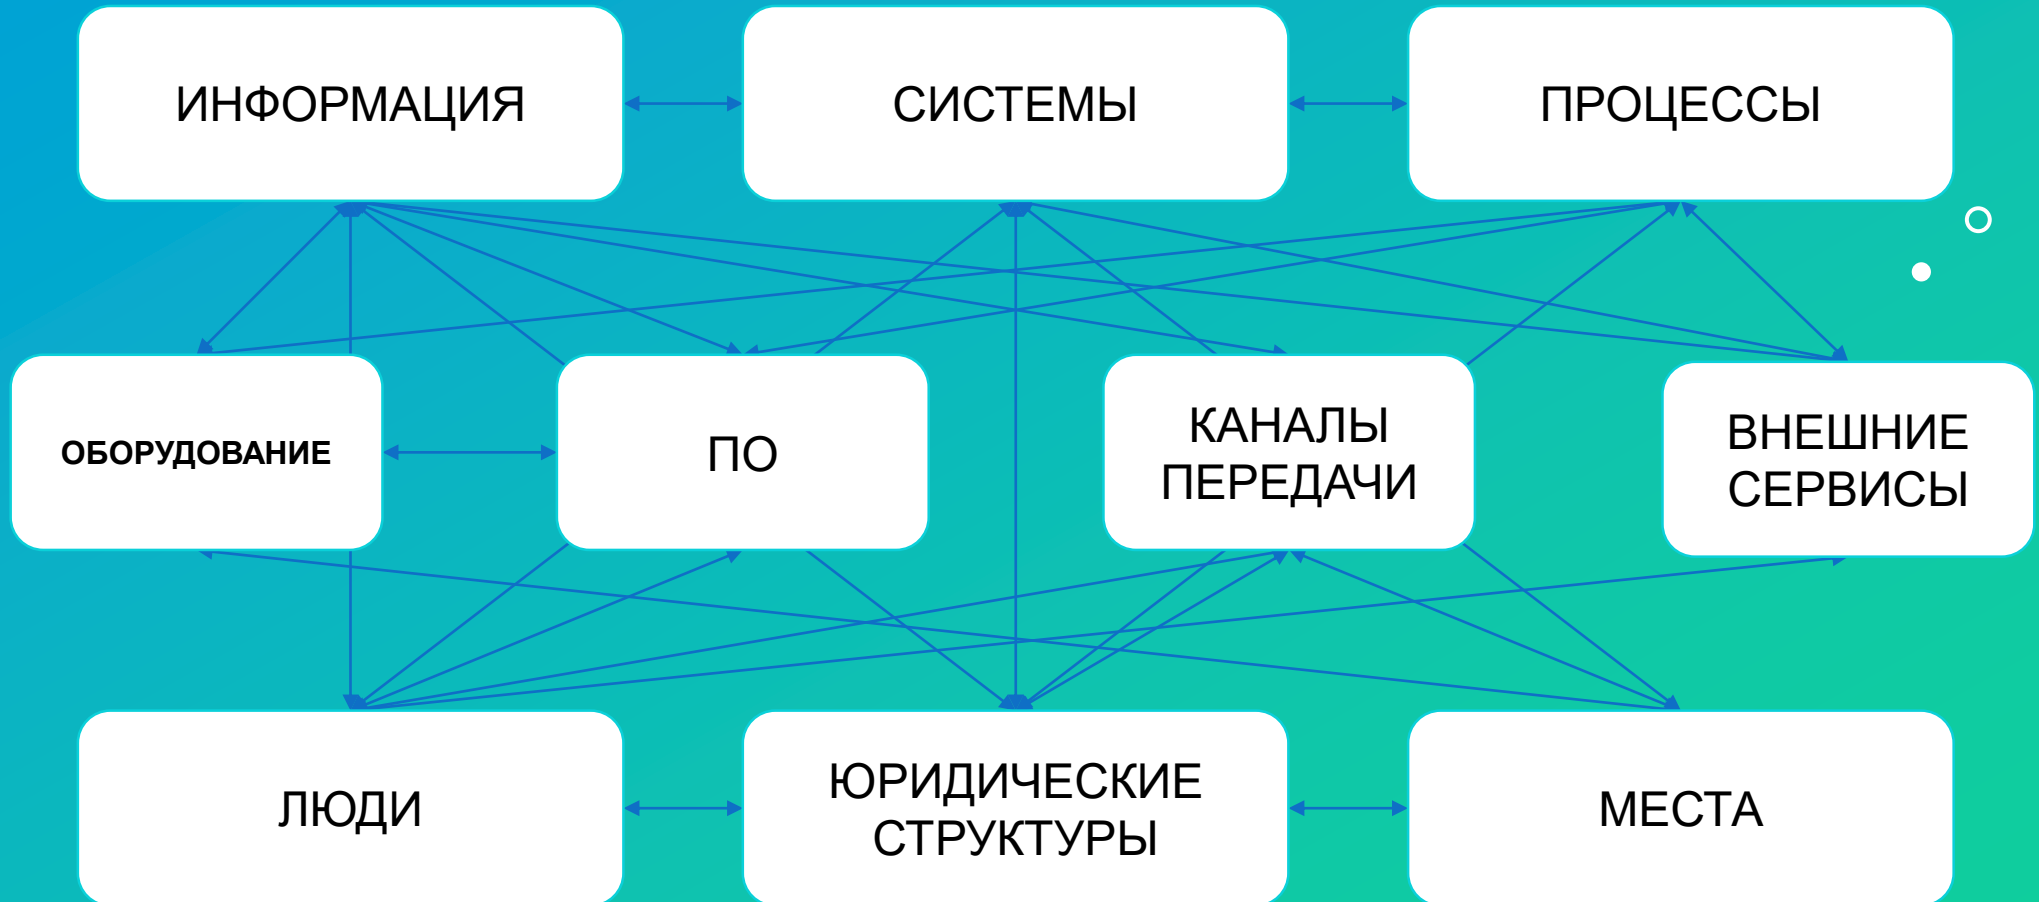 ИНФОРМАЦИЯ
СИСТЕМЫ
ПРОЦЕССЫ
ОБОРУДОВАНИЕ
ПО
КАНАЛЫ
ПЕРЕДАЧИ
ВНЕШНИЕ
СЕРВИСЫ
ЛЮДИ
ЮРИДИЧЕСКИЕ
СТРУКТУРЫ
МЕСТА